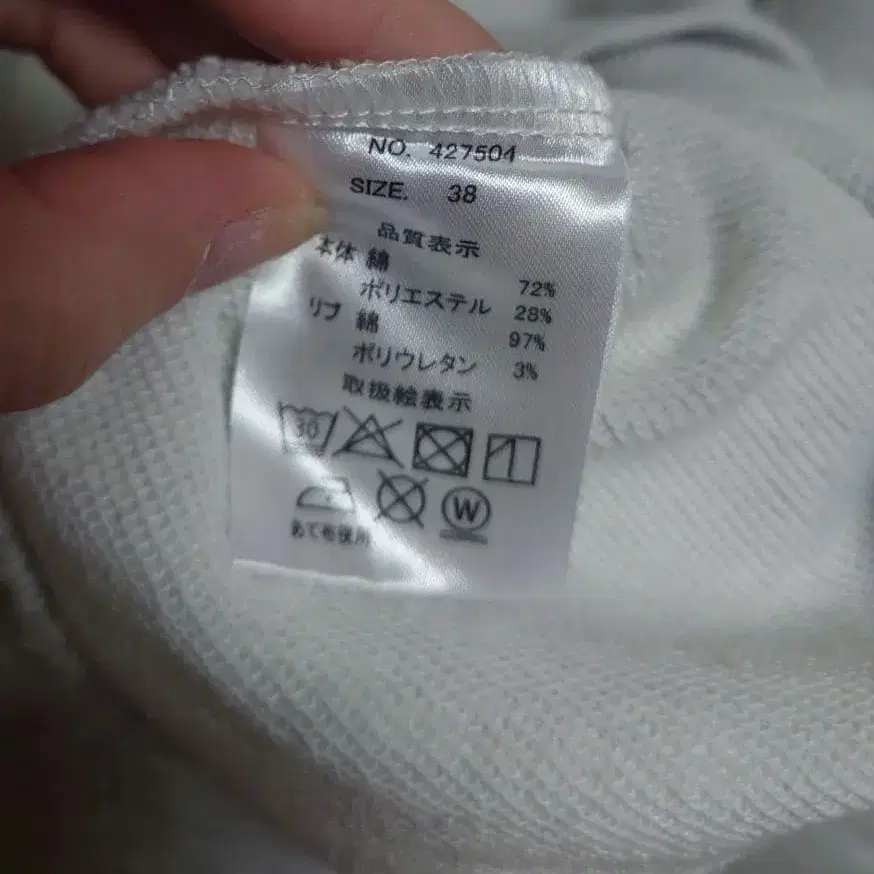 NO. 427504
SIZE. 38
品質表示
本体 綿 72%
ポリエステル 28%
リブ 綿 97%
ポリウレタン 3%
取扱絵表示
30
W
あて布使用